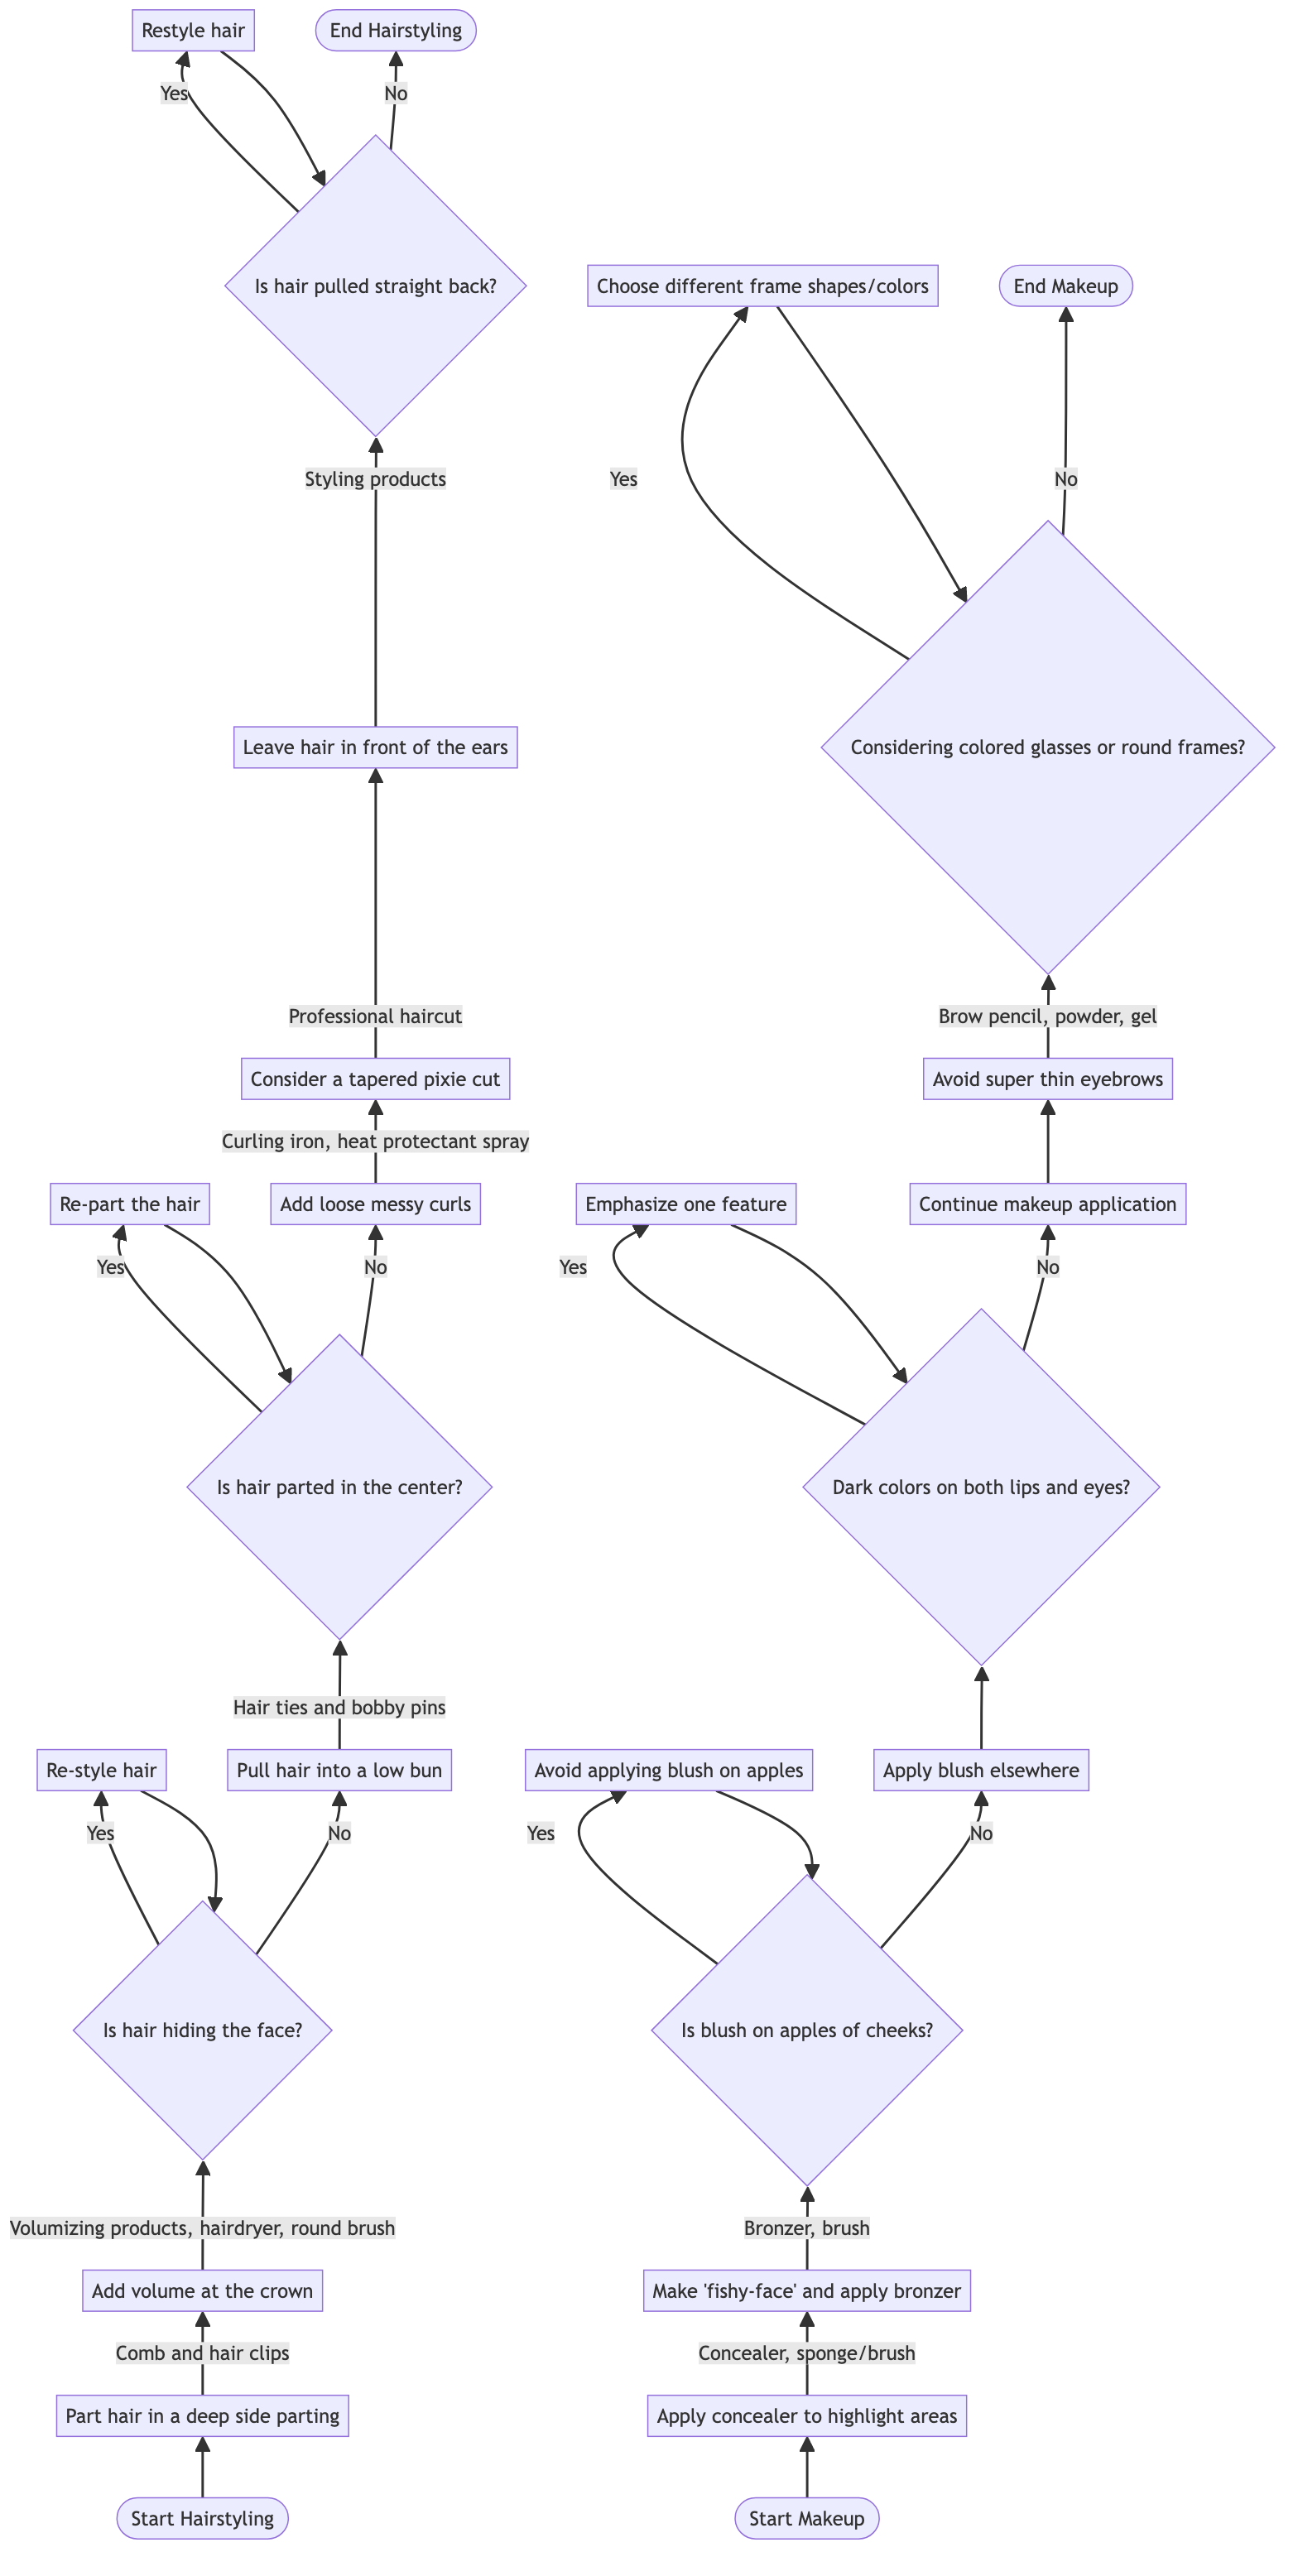 Restyle hair
End Hairstyling
Yes
No
Is hair pulled straight back?
Choose different frame shapes/colors
End Makeup
Styling products
Yes
No
Leave hair in front of the ears
Considering colored glasses or round frames?
Professional haircut
Brow pencil, powder, gel
Consider a tapered pixie cut
Avoid super thin eyebrows
Curling iron, heat protectant spray
Re-part the hair
Add loose messy curls
Emphasize one feature
Continue makeup application
Yes
No
Yes
No
Is hair parted in the center?
Dark colors on both lips and eyes?
Hair ties and bobby pins
Re-style hair
Pull hair into a low bun
Avoid applying blush on apples
Apply blush elsewhere
Yes
No
Yes
No
Is hair hiding the face?
Is blush on apples of cheeks?
Volumizing products, hairdryer, round brush
Bronzer, brush
Add volume at the crown
Make 'fishy-face' and apply bronzer
Comb and hair clips
Concealer, sponge/brush
Part hair in a deep side parting
Apply concealer to highlight areas
Start Hairstyling
Start Makeup